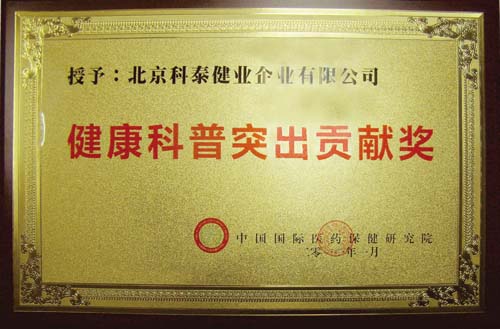 授予：北京科泰健业企业有限公司
健康科普突出贡献奖
中国国际医药保健研究院
年一月